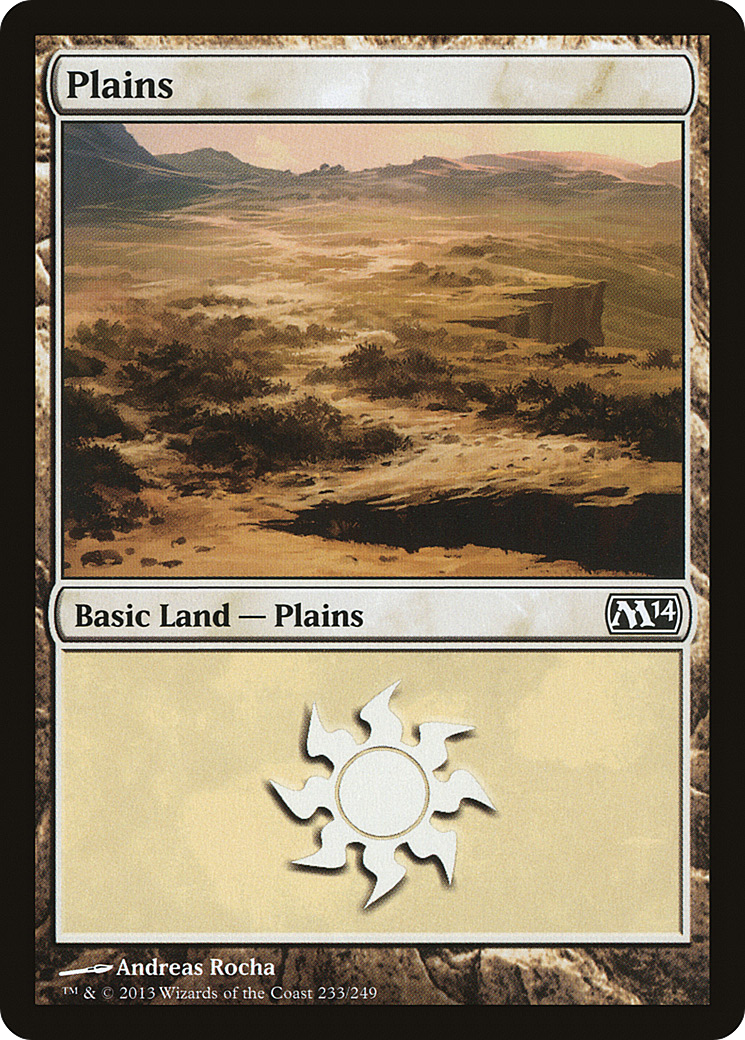 Plains
Basic Land — Plains
M14
Andreas Rocha
™ & © 2013 Wizards of the Coast 233/249